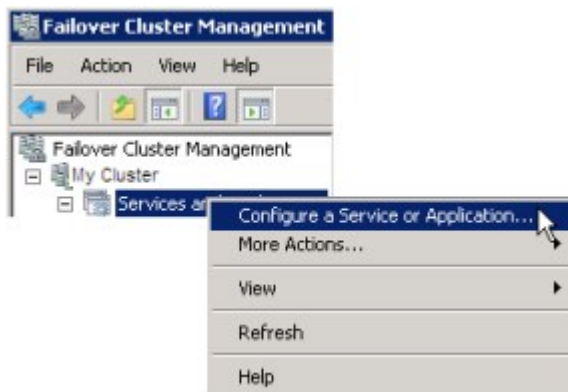 Failover Cluster Management
File Action View Help
Failover Cluster Management
My Cluster
Services a
Configure a Service or Application...
More Actions...
View
Refresh
Help